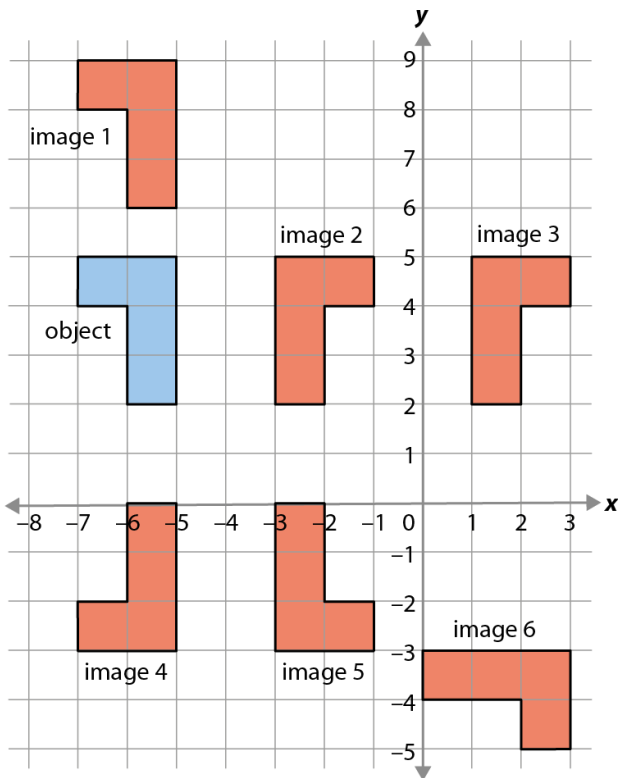 y
9
8
image 1
7
6
image 2
image 3
5
4
object
3
2
1
–8 –7 –6 –5 –4 –3 –2 –1 0 1 2 3 x
–1
–2
image 6
–3
image 4
image 5
–4
–5